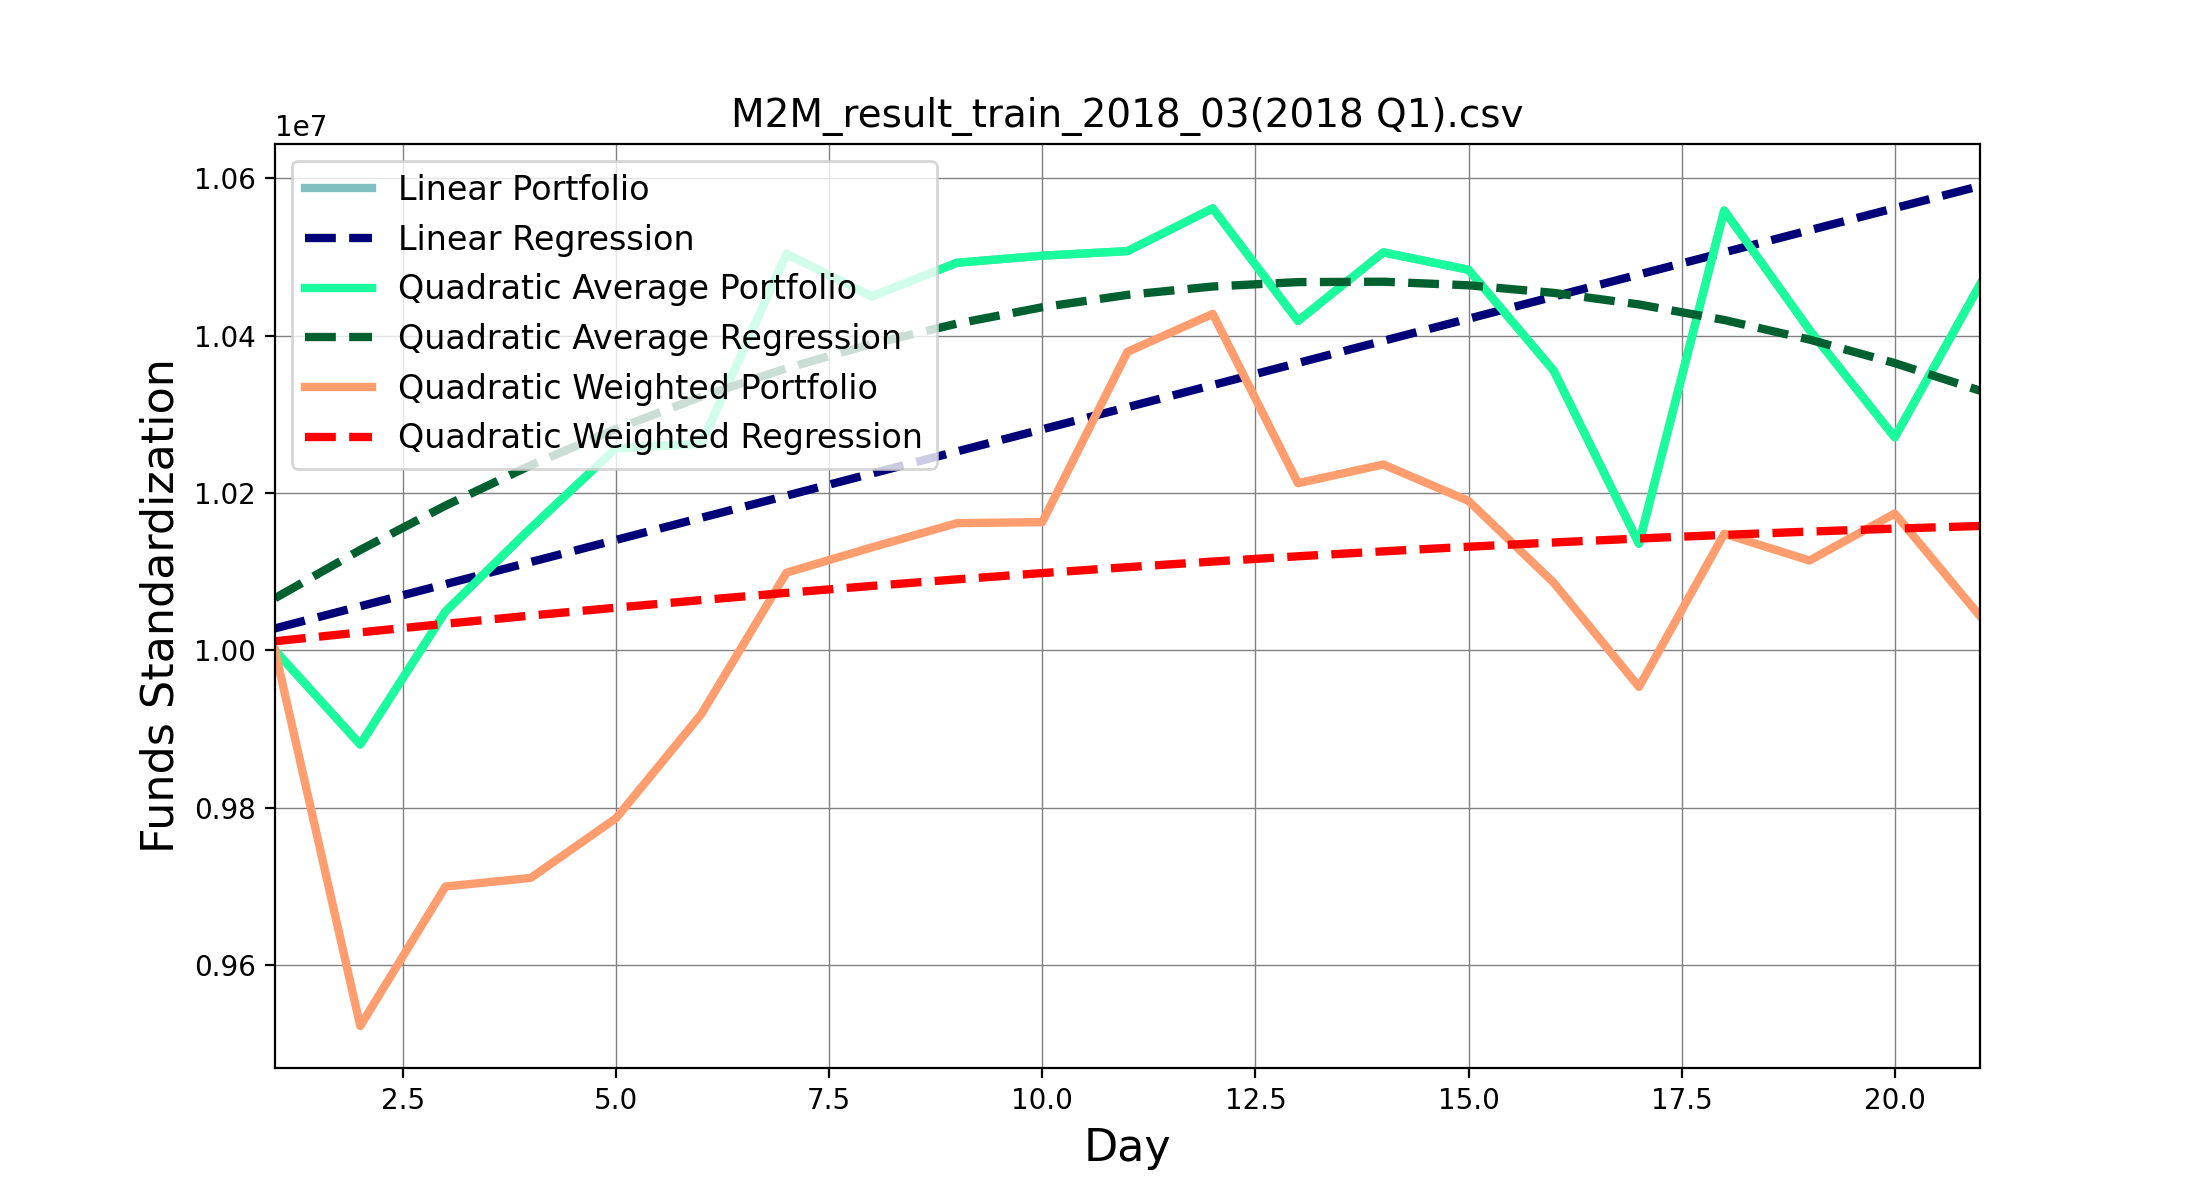 M2M_result_train_2018_03(2018 Q1).csv
1e7
1.06
1.04
1.02
1.00
0.98
0.96
Funds Standardization
Linear Portfolio
Linear Regression
Quadratic Average Portfolio
Quadratic Average Regression
Quadratic Weighted Portfolio
Quadratic Weighted Regression
2.5 5.0 7.5 10.0 12.5 15.0 17.5 20.0
Day